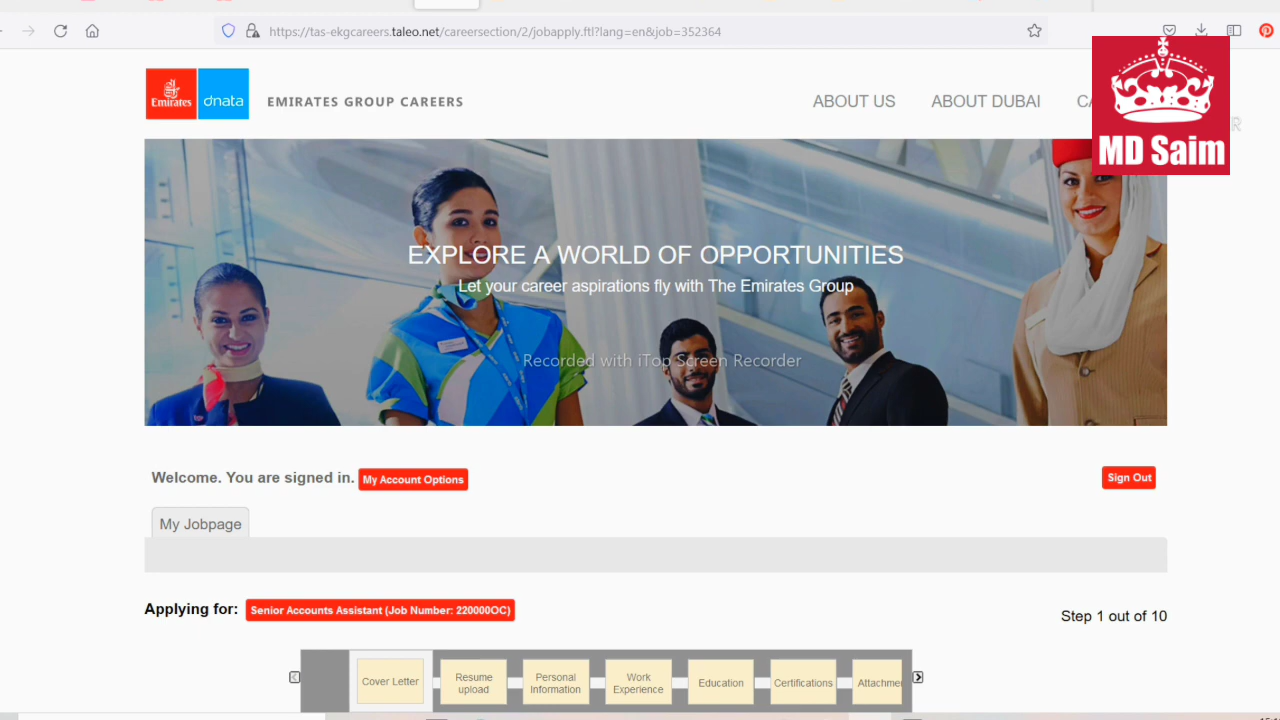 https://tas-ekgcareers.taleo.net/careersection/2/jobapply.ftl?lang=en&job=352364
Emirates
dnata
EMIRATES GROUP CAREERS
ABOUT US
ABOUT DUBAI
MD Saim
EXPLORE A WORLD OF OPPORTUNITIES
Let your career aspirations fly with The Emirates Group
Recorded with iTop Screen Recorder
Welcome. You are signed in.
My Account Options
Sign Out
My Jobpage
Applying for:
Senior Accounts Assistant (Job Number: 220000OC)
Step 1 out of 10
Cover Letter
Resume
upload
Personal
Information
Work
Experience
Education
Certifications
Attachme